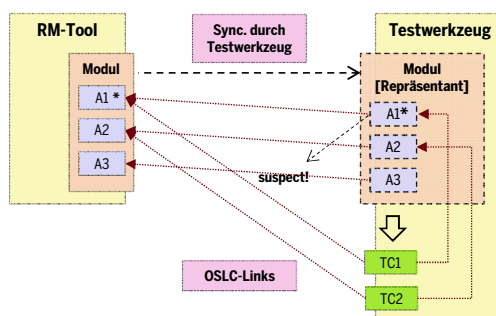 RM-Tool
Sync. durch
Testwerkzeug
Testwerkzeug
Modul
Modul
[Repräsentant]
A1 *
A1*
A2
A2
A3
A3
suspect!
OSLC-Links
TC1
TC2